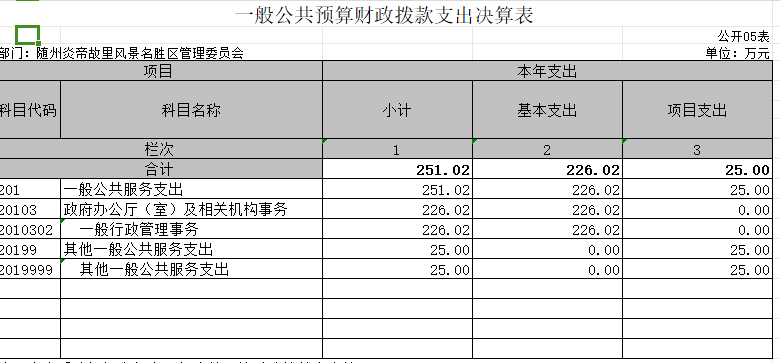 一般公共预算财政拨款支出决算表
公开05表
部门：随州炎帝故里风景名胜区管理委员会 单位：万元
项目 本年支出
科目代码 科目名称 小计 基本支出 项目支出
栏次 1 2 3
合计 251.02 226.02 25.00
201 一般公共服务支出 251.02 226.02 25.00
20103 政府办公厅（室）及相关机构事务 226.02 226.02 0.00
2010302 一般行政管理事务 226.02 226.02 0.00
20199 其他一般公共服务支出 25.00 0.00 25.00
2019999 其他一般公共服务支出 25.00 0.00 25.00